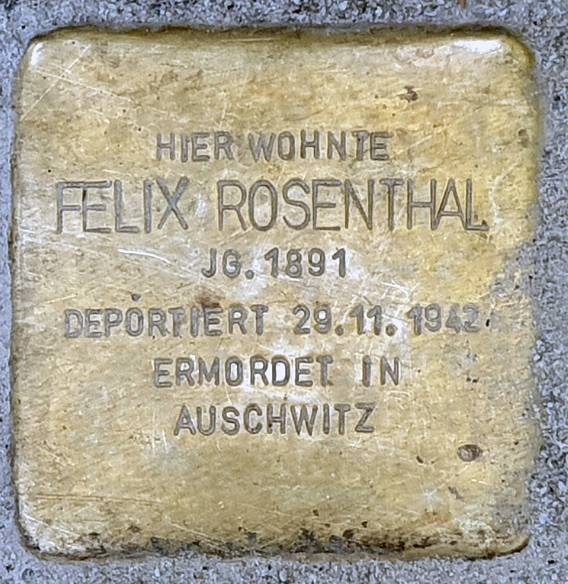 HIER WOHNTE
FELIX ROSENTHAL
JG. 1891
DEPORTIERT 29.11.1942
ERMORDET IN
AUSCHWITZ